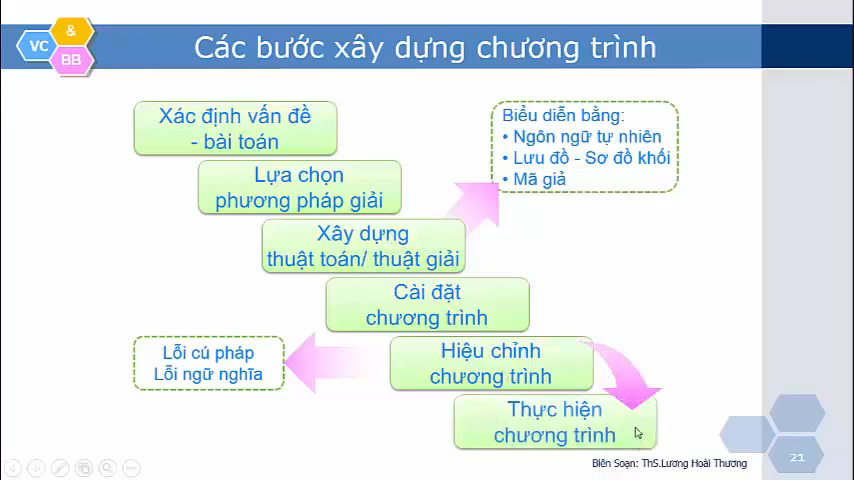 &
VC
BB
Các bước xây dựng chương trình
Xác định vấn đề
- bài toán
Lựa chọn
phương pháp giải
Xây dựng
thuật toán/ thuật giải
Cài đặt
chương trình
Hiệu chỉnh
chương trình
Thực hiện
chương trình
Biểu diễn bằng:
• Ngôn ngữ tự nhiên
• Lưu đồ - Sơ đồ khối
• Mã giả
Lỗi cú pháp
Lỗi ngữ nghĩa
Biên Soạn: ThS.Lương Hoài Thương
21